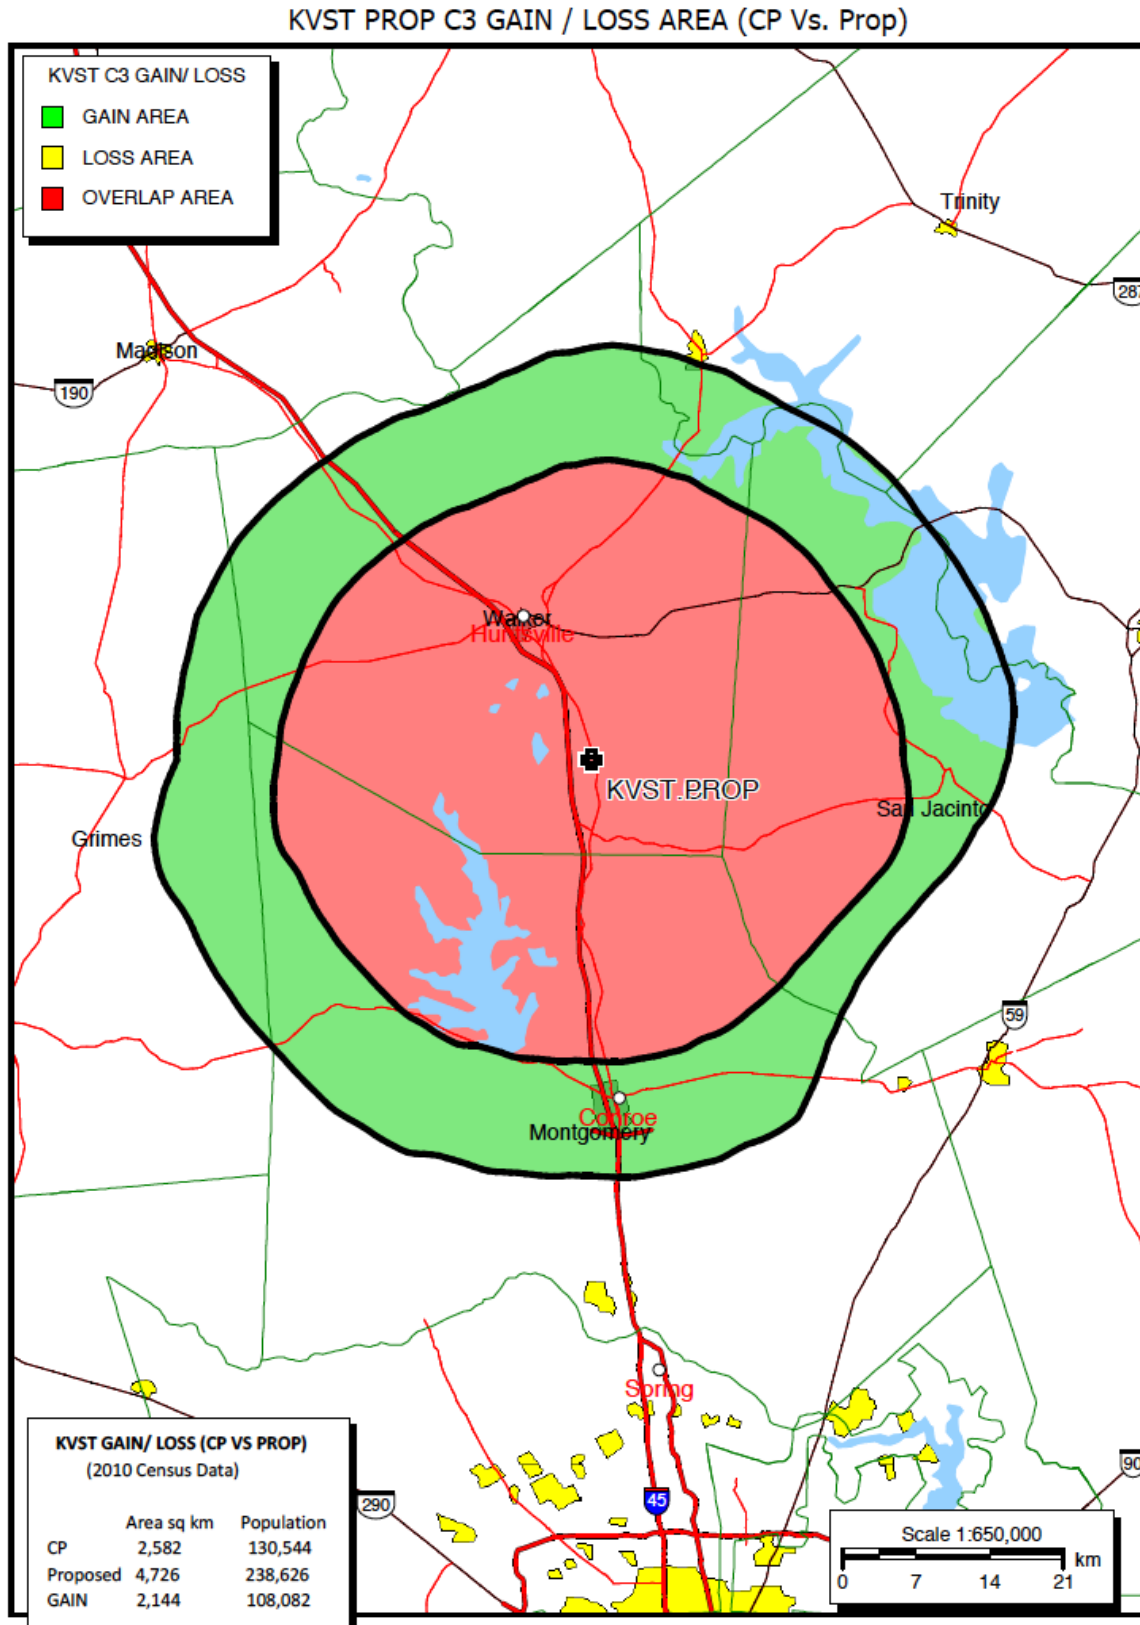 KVST PROP C3 GAIN / LOSS AREA (CP Vs. Prop)
KVST C3 GAIN/ LOSS
GAIN AREA
LOSS AREA
OVERLAP AREA
Trinity
287
Madison
190
Walker
Huntsville
KVST.PROP
San Jacinto
Grimes
59
Conroe
Montgomery
Spring
KVST GAIN/ LOSS (CP VS PROP)
(2010 Census Data)
Area sq km Population
CP 2,582 130,544
Proposed 4,726 238,626
GAIN 2,144 108,082
290
45
90
Scale 1:650,000
km
0 7 14 21